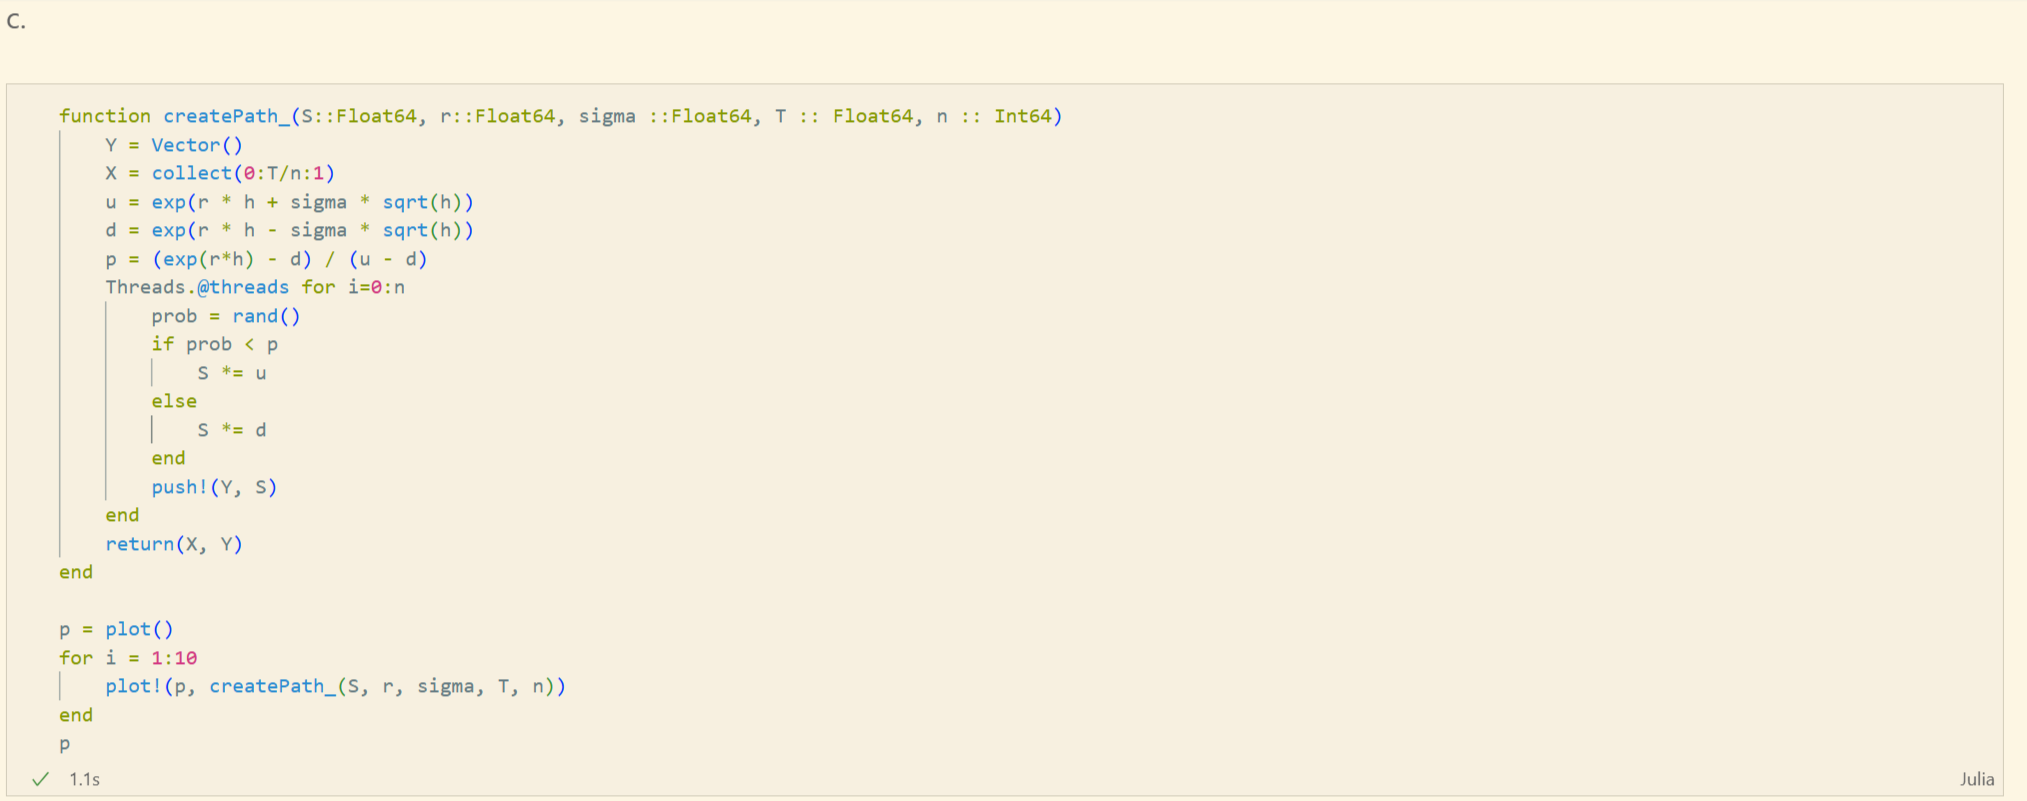 C.
function createPath_(S::Float64, r::Float64, sigma ::Float64, T :: Float64, n :: Int64)
    Y = Vector()
    X = collect(0:T/n:1)
    u = exp(r * h + sigma * sqrt(h))
    d = exp(r * h - sigma * sqrt(h))
    p = (exp(r*h) - d) / (u - d)
    Threads.@threads for i=0:n
        prob = rand()
        if prob < p
            S *= u
        else
            S *= d
        end
        push!(Y, S)
    end
    return(X, Y)
end
p = plot()
for i = 1:10
    plot!(p, createPath_(S, r, sigma, T, n))
end
p
✓ 1.1s Julia